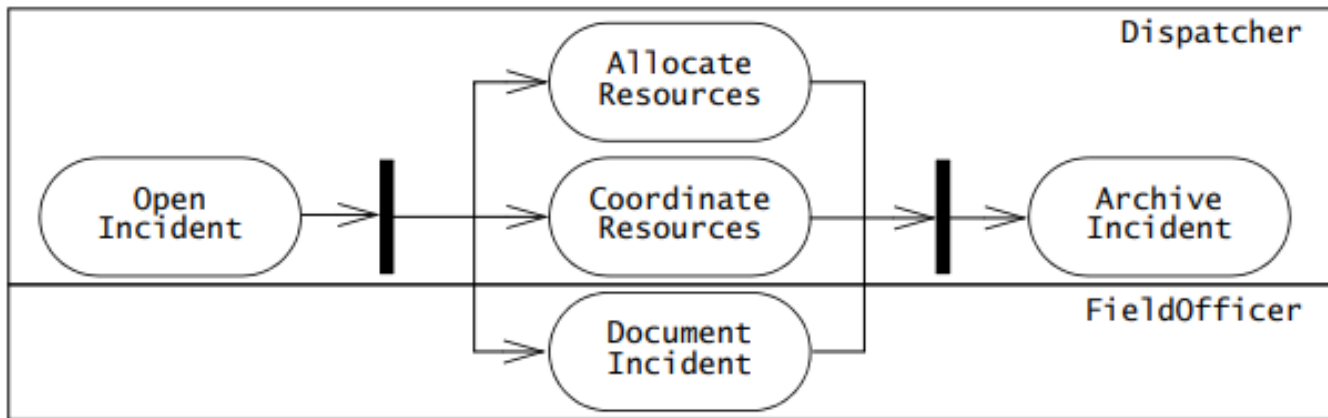 Dispatcher
Allocate
Resources
Open
Incident
Coordinate
Resources
Archive
Incident
FieldOfficer
Document
Incident